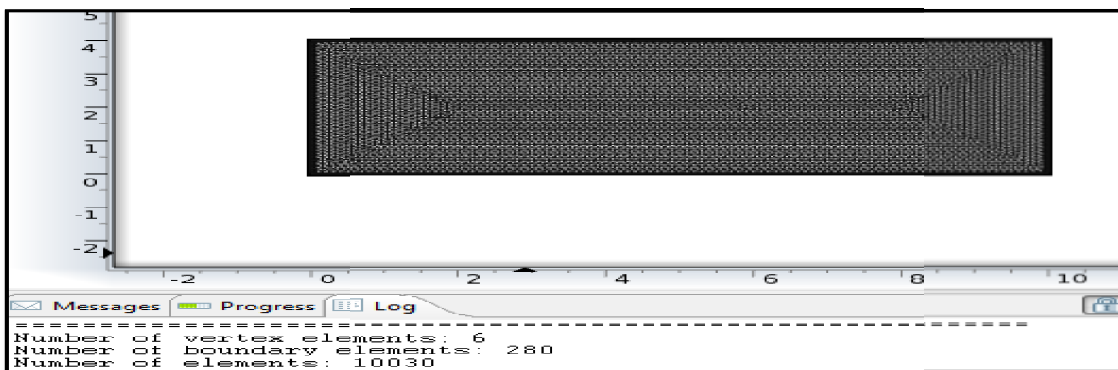 5
4
3
2
1
0
-1
-2
-2 0 2 4 6 8 10
Messages Progress Log
================================================================
Number of vertex elements: 6
Number of boundary elements: 280
Number of elements: 10030